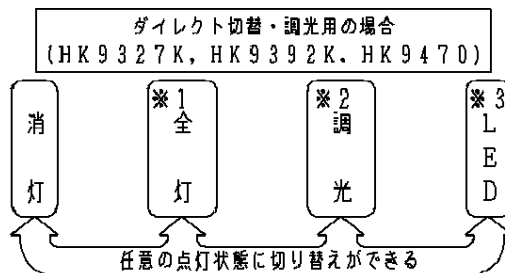 ダイレクト切替・調光用の場合
(HK9327K, HK9392K. HK9470)
消灯
※1
全灯
※2
調光
※3
LED
任意の点灯状態に切り替えができる